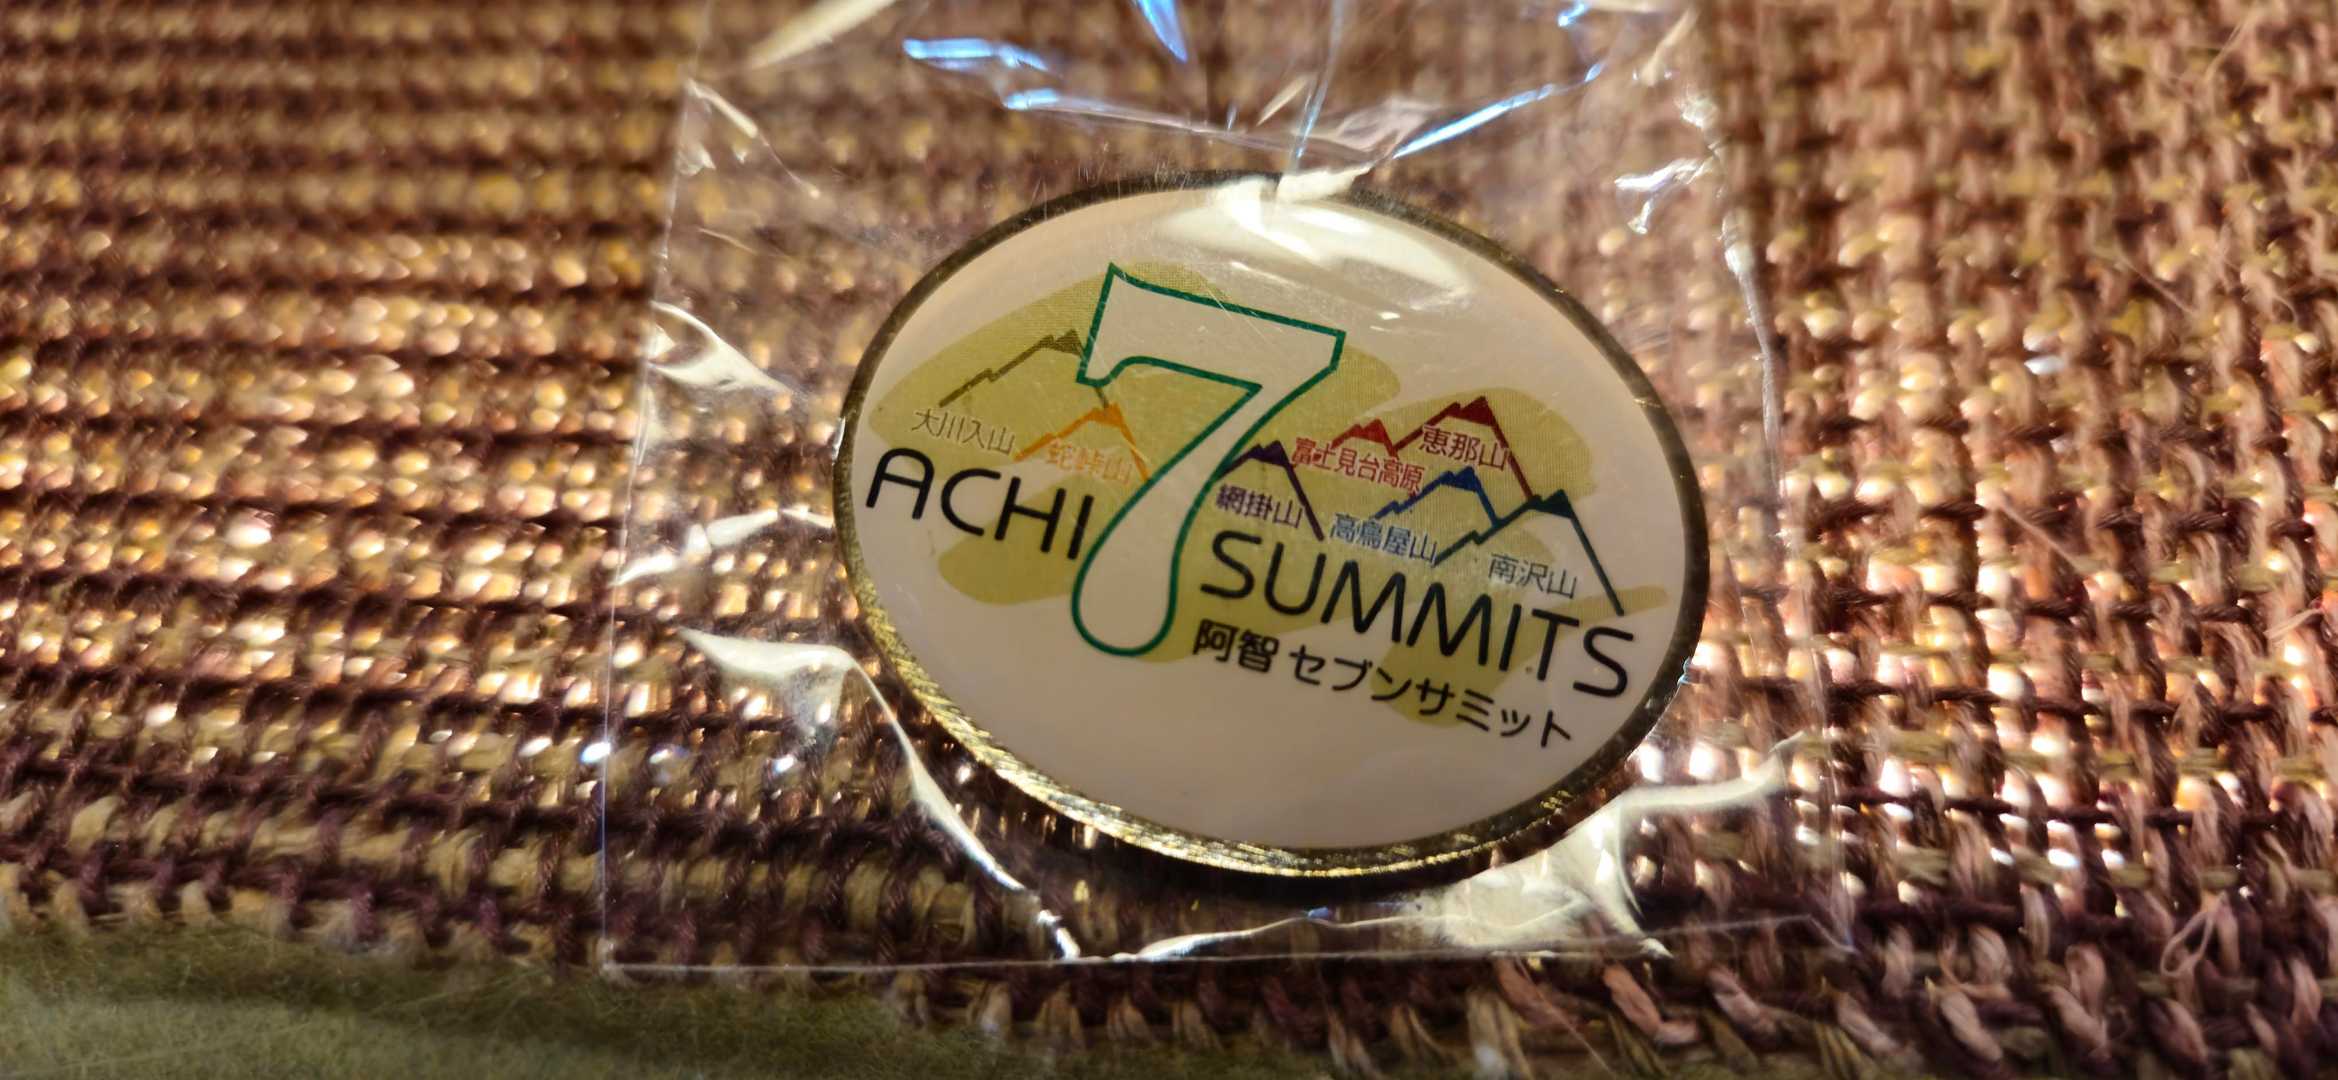 7
大川入山
蛇峠山
網掛山
富士見台高原
恵那山
高鳥屋山
南沢山
ACHI
SUMMITS
阿智 セブンサミット